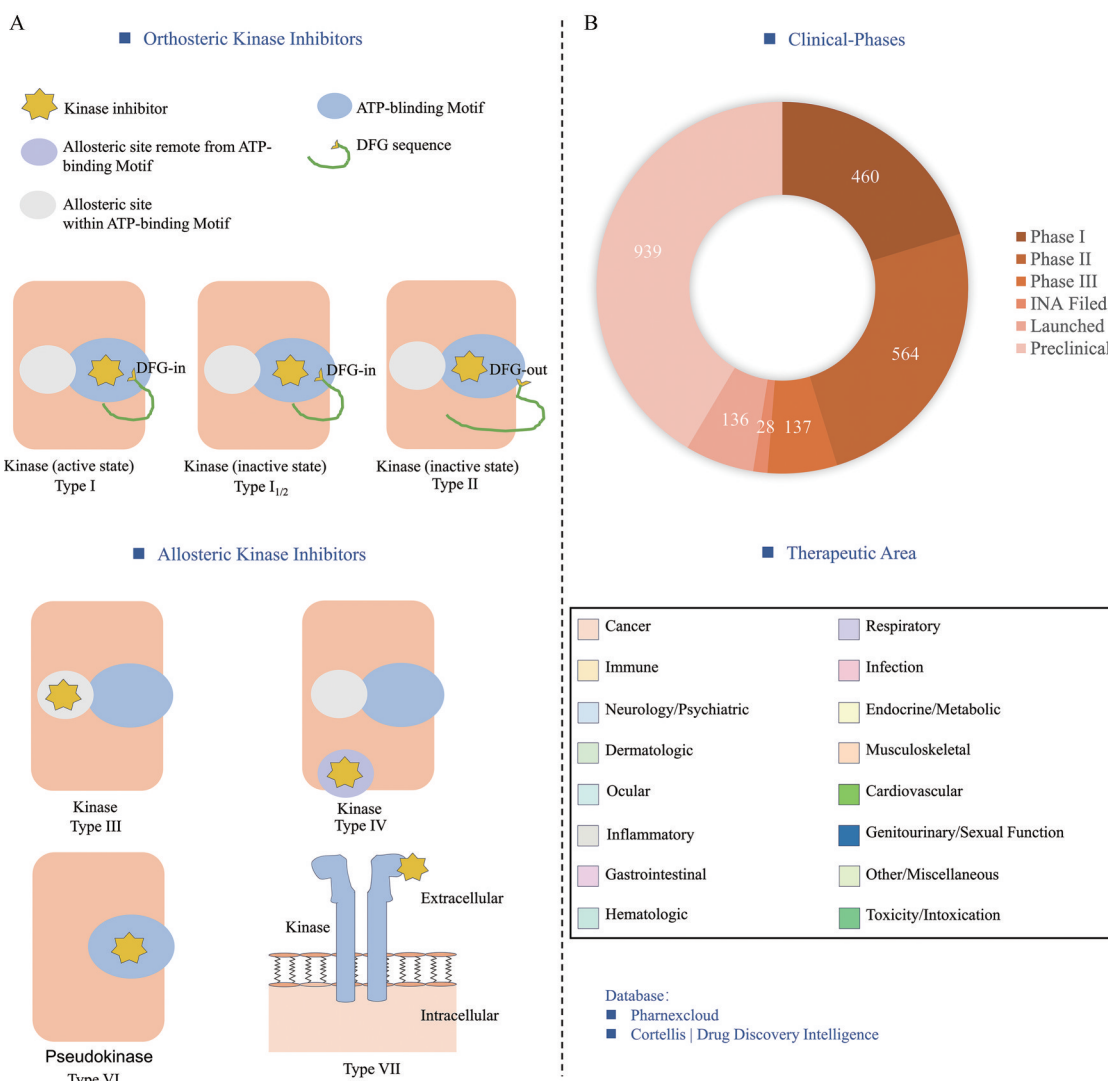 A
■ Orthosteric Kinase Inhibitors
Kinase inhibitor
ATP-blinding Motif
Allosteric site remote from ATP-
binding Motif
DFG sequence
Allosteric site
within ATP-binding Motif
DFG-in
DFG-in
DFG-out
Kinase (active state)
Type I
Kinase (inactive state)
Type I1/2
Kinase (inactive state)
Type II
■ Allosteric Kinase Inhibitors
Kinase
Type III
Kinase
Type IV
Pseudokinase
Type VI
Kinase
Extracellular
Intracellular
Type VII
B
■ Clinical-Phases
460
564
137
28
136
939
Phase I
Phase II
Phase III
INA Filed
Launched
Preclinical
■ Therapeutic Area
Cancer
Immune
Neurology/Psychiatric
Dermatologic
Ocular
Inflammatory
Gastrointestinal
Hematologic
Respiratory
Infection
Endocrine/Metabolic
Musculoskeletal
Cardiovascular
Genitourinary/Sexual Function
Other/Miscellaneous
Toxicity/Intoxication
Database:
■ Pharnexcloud
■ Cortellis | Drug Discovery Intelligence